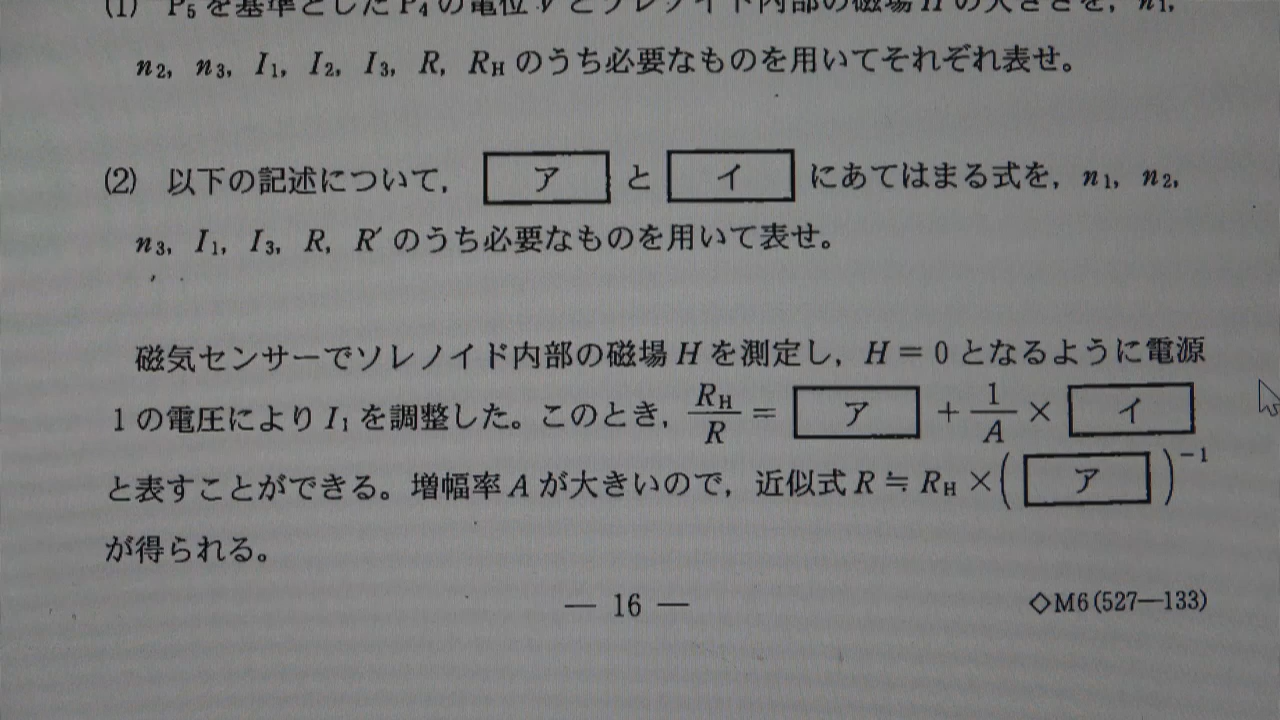 (1) P₅を基準としたP₄の電位Vとソレノイド内部の磁場Hの大きさを，n₁,
n₂, n₃, I₁, I₂, I₃, R, R_H のうち必要なものを用いてそれぞれ表せ。
(2) 以下の記述について， ア と イ にあてはまる式を，n₁, n₂,
n₃, I₁, I₃, R, R′ のうち必要なものを用いて表せ。
磁気センサーでソレノイド内部の磁場 H を測定し，H = 0 となるように電源
1 の電圧により I₁ を調整した。このとき，R_H/R = ア + 1/A × イ
と表すことができる。増幅率 A が大きいので，近似式 R ≒ R_H × ( ア )⁻¹
が得られる。
— 16 —
◇M6(527—133)